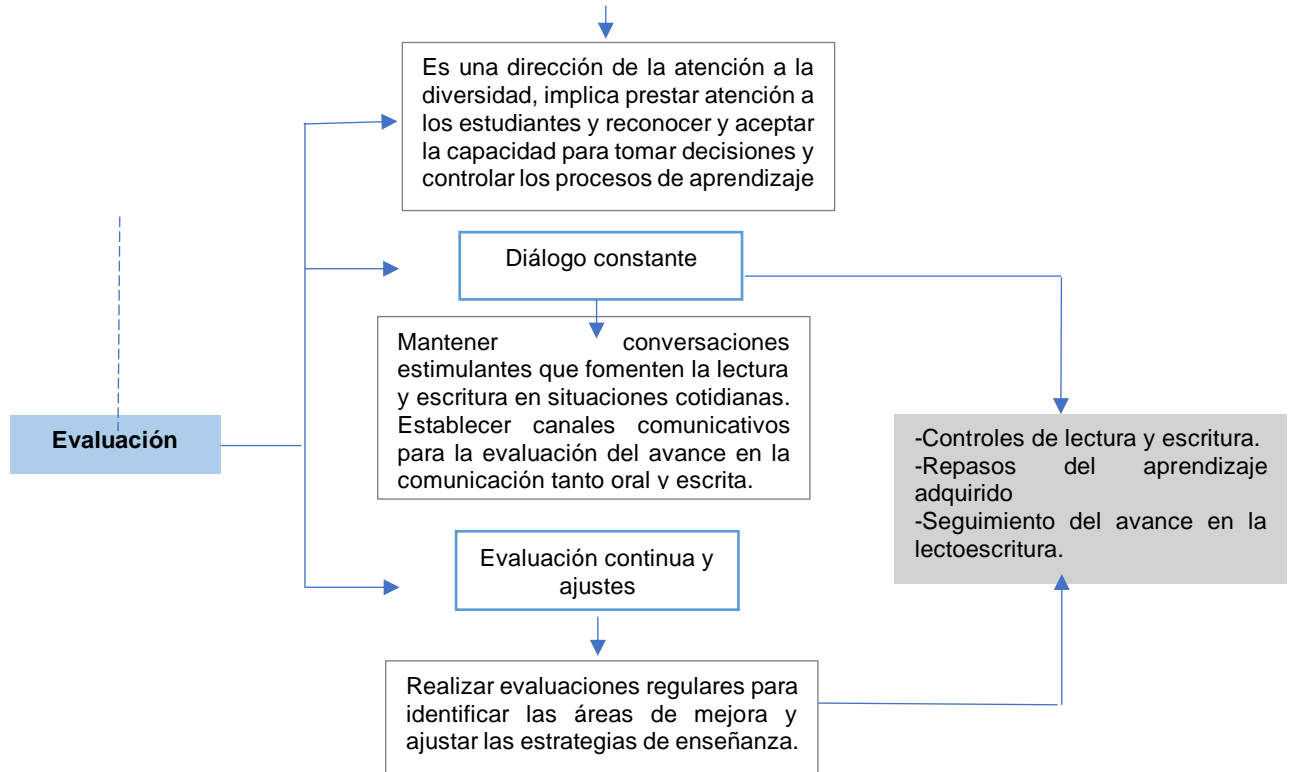 Es una dirección de la atención a la
diversidad, implica prestar atención a
los estudiantes y reconocer y aceptar
la capacidad para tomar decisiones y
controlar los procesos de aprendizaje
Diálogo constante
Mantener conversaciones
estimulantes que fomenten la lectura
y escritura en situaciones cotidianas.
Establecer canales comunicativos
para la evaluación del avance en la
comunicación tanto oral y escrita.
Evaluación
-Controles de lectura y escritura.
-Repasos del aprendizaje
adquirido
-Seguimiento del avance en la
lectoescritura.
Evaluación continua y
ajustes
Realizar evaluaciones regulares para
identificar las áreas de mejora y
ajustar las estrategias de enseñanza.